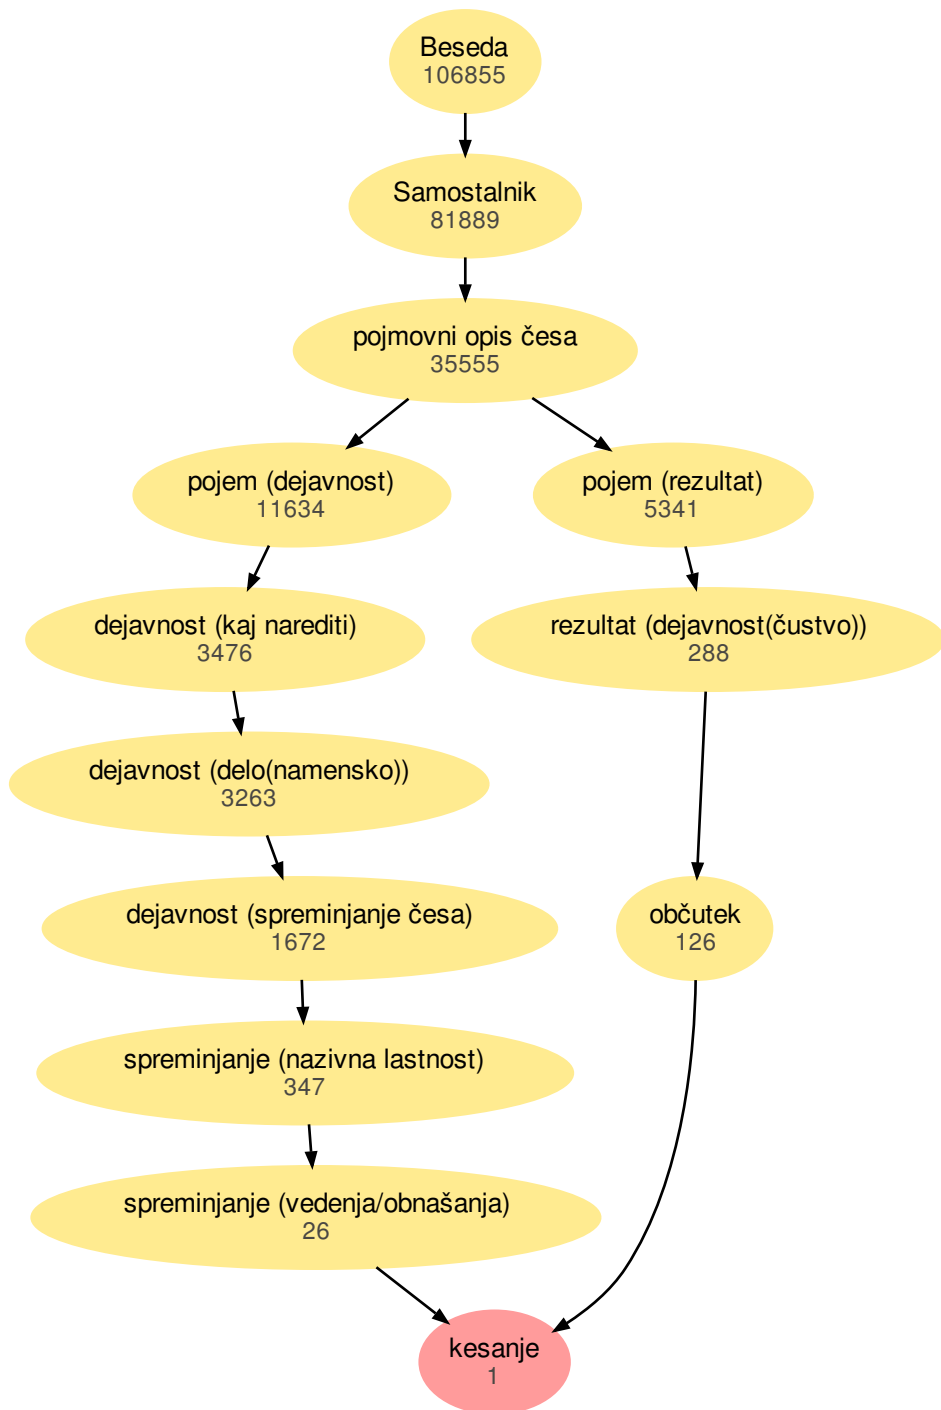 Beseda
106855
Samostalnik
81889
pojmovni opis česa
35555
pojem (dejavnost)
11634
pojem (rezultat)
5341
dejavnost (kaj narediti)
3476
rezultat (dejavnost(čustvo))
288
dejavnost (delo(namensko))
3263
dejavnost (spreminjanje česa)
1672
občutek
126
spreminjanje (nazivna lastnost)
347
spreminjanje (vedenja/obnašanja)
26
kesanje
1